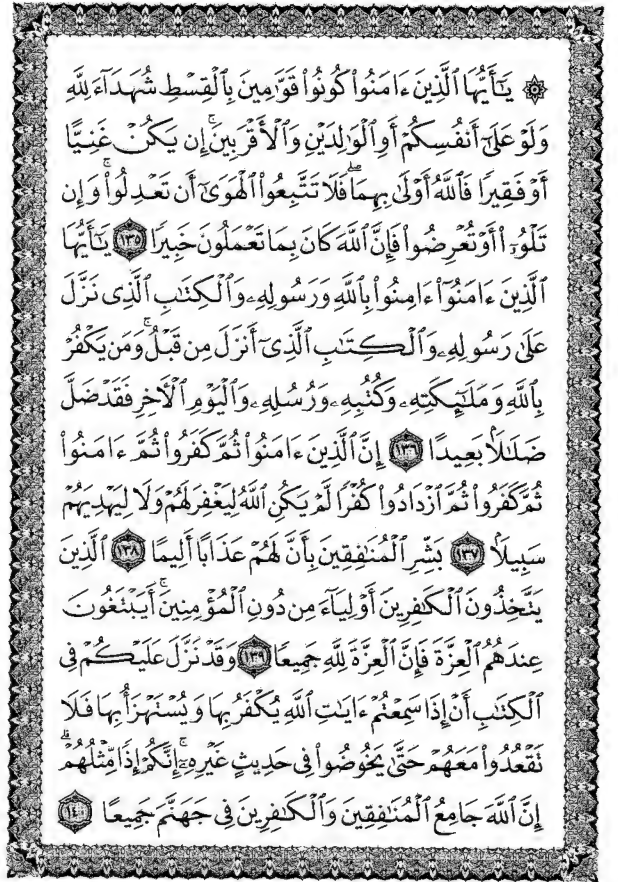 ۞ يَٰٓأَيُّهَا ٱلَّذِينَ ءَامَنُوا۟ كُونُوا۟ قَوَّٰمِينَ بِٱلْقِسْطِ شُهَدَآءَ لِلَّهِ
وَلَوْ عَلَىٰٓ أَنفُسِكُمْ أَوِ ٱلْوَٰلِدَيْنِ وَٱلْأَقْرَبِينَ ۚ إِن يَكُنْ غَنِيًّا
أَوْ فَقِيرًا فَٱللَّهُ أَوْلَىٰ بِهِمَا ۖ فَلَا تَتَّبِعُوا۟ ٱلْهَوَىٰٓ أَن تَعْدِلُوا۟ ۚ وَإِن
تَلْوُۥٓا۟ أَوْ تُعْرِضُوا۟ فَإِنَّ ٱللَّهَ كَانَ بِمَا تَعْمَلُونَ خَبِيرًا ١٣٥ يَٰٓأَيُّهَا
ٱلَّذِينَ ءَامَنُوٓا۟ ءَامِنُوا۟ بِٱللَّهِ وَرَسُولِهِۦ وَٱلْكِتَٰبِ ٱلَّذِى نَزَّلَ
عَلَىٰ رَسُولِهِۦ وَٱلْكِتَٰبِ ٱلَّذِىٓ أَنزَلَ مِن قَبْلُ ۚ وَمَن يَكْفُرْ
بِٱللَّهِ وَمَلَٰٓئِكَتِهِۦ وَكُتُبِهِۦ وَرُسُلِهِۦ وَٱلْيَوْمِ ٱلْءَاخِرِ فَقَدْ ضَلَّ
ضَلَٰلًۢا بَعِيدًا ١٣٦ إِنَّ ٱلَّذِينَ ءَامَنُوا۟ ثُمَّ كَفَرُوا۟ ثُمَّ ءَامَنُوا۟
ثُمَّ كَفَرُوا۟ ثُمَّ ٱزْدَادُوا۟ كُفْرًا لَّمْ يَكُنِ ٱللَّهُ لِيَغْفِرَ لَهُمْ وَلَا لِيَهْدِيَهُمْ
سَبِيلًۢا ١٣٧ بَشِّرِ ٱلْمُنَٰفِقِينَ بِأَنَّ لَهُمْ عَذَابًا أَلِيمًا ١٣٨ ٱلَّذِينَ
يَتَّخِذُونَ ٱلْكَٰفِرِينَ أَوْلِيَآءَ مِن دُونِ ٱلْمُؤْمِنِينَ ۚ أَيَبْتَغُونَ
عِندَهُمُ ٱلْعِزَّةَ فَإِنَّ ٱلْعِزَّةَ لِلَّهِ جَمِيعًا ١٣٩ وَقَدْ نَزَّلَ عَلَيْكُمْ فِى
ٱلْكِتَٰبِ أَنْ إِذَا سَمِعْتُمْ ءَايَٰتِ ٱللَّهِ يُكْفَرُ بِهَا وَيُسْتَهْزَأُ بِهَا فَلَا
تَقْعُدُوا۟ مَعَهُمْ حَتَّىٰ يَخُوضُوا۟ فِى حَدِيثٍ غَيْرِهِۦٓ ۚ إِنَّكُمْ إِذًا مِّثْلُهُمْ ۗ
إِنَّ ٱللَّهَ جَامِعُ ٱلْمُنَٰفِقِينَ وَٱلْكَٰفِرِينَ فِى جَهَنَّمَ جَمِيعًا ١٤٠